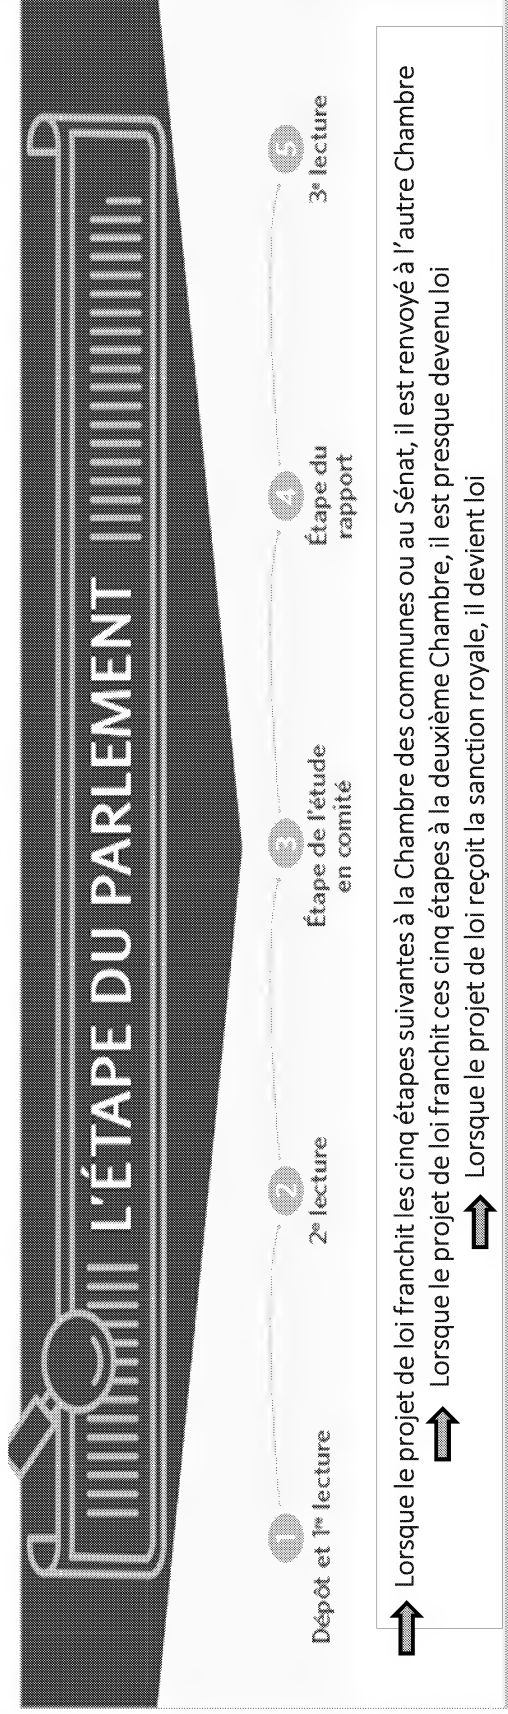 L'ÉTAPE DU PARLEMENT
1
Dépôt et 1re lecture
2
2e lecture
3
Étape de l'étude
en comité
4
Étape du
rapport
5
3e lecture
Lorsque le projet de loi franchit les cinq étapes suivantes à la Chambre des communes ou au Sénat, il est renvoyé à l'autre Chambre
Lorsque le projet de loi franchit ces cinq étapes à la deuxième Chambre, il est presque devenu loi
Lorsque le projet de loi reçoit la sanction royale, il devient loi